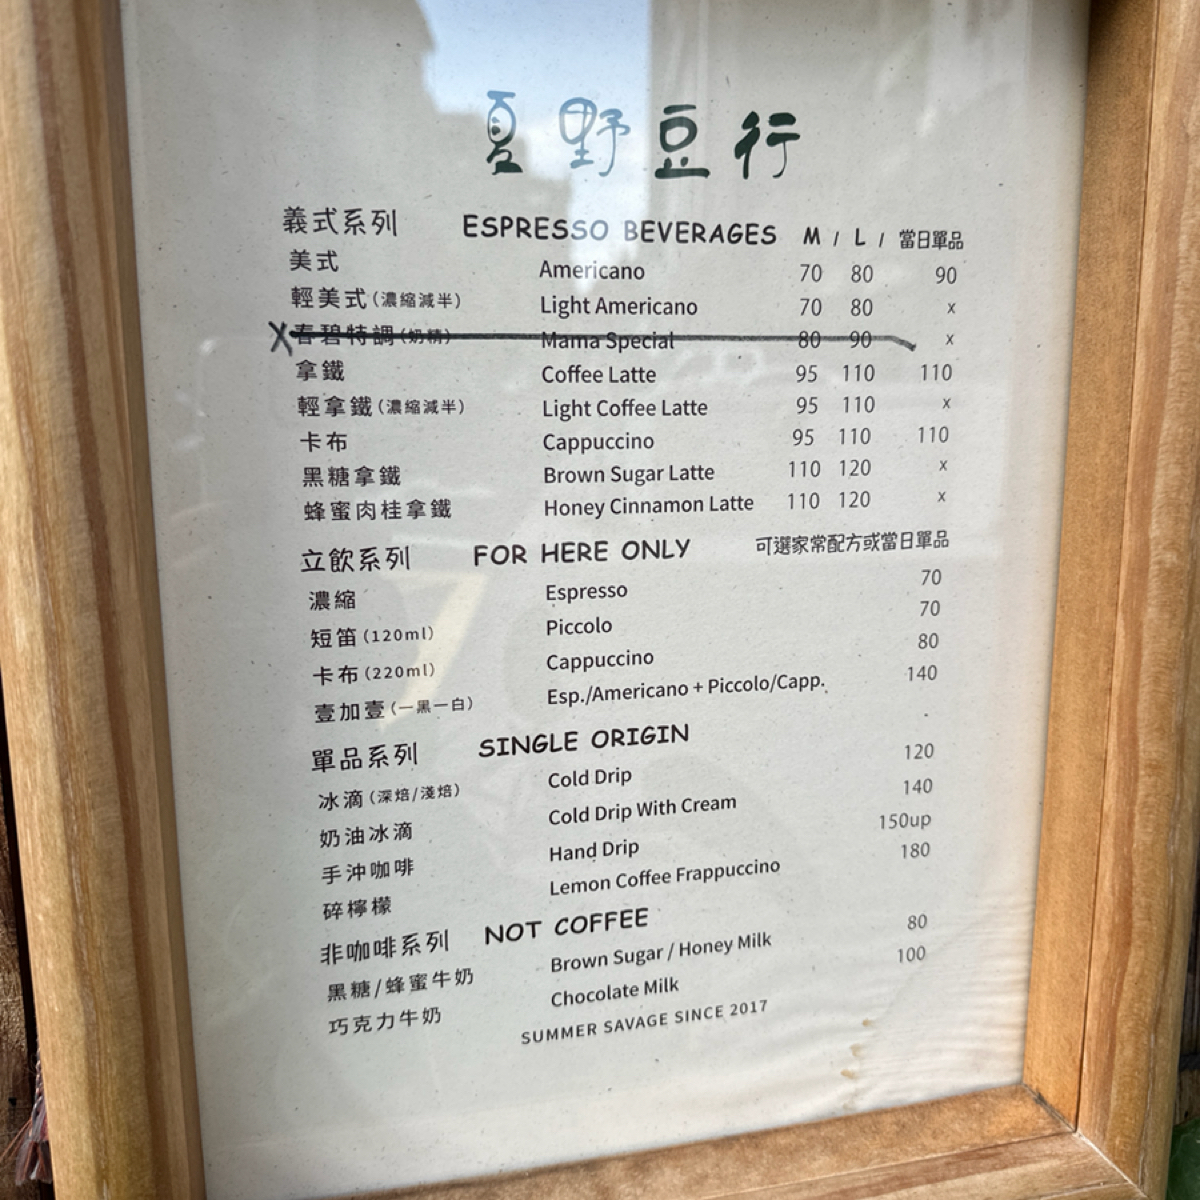 夏野豆行
義式系列 ESPRESSO BEVERAGES M / L / 當日單品
美式 Americano 70 80 90
輕美式(濃縮減半) Light Americano 70 80 x
X春碧特調(奶精) Mama Special 80 90 x
拿鐵 Coffee Latte 95 110 110
輕拿鐵(濃縮減半) Light Coffee Latte 95 110 x
卡布 Cappuccino 95 110 110
黑糖拿鐵 Brown Sugar Latte 110 120 x
蜂蜜肉桂拿鐵 Honey Cinnamon Latte 110 120 x
立飲系列 FOR HERE ONLY 可選家常配方或當日單品
濃縮 Espresso 70
短笛(120ml) Piccolo 70
卡布(220ml) Cappuccino 80
壹加壹(一黑一白) Esp./Americano + Piccolo/Capp. 140
單品系列 SINGLE ORIGIN
冰滴(深焙/淺焙) Cold Drip 120
奶油冰滴 Cold Drip With Cream 140
手沖咖啡 Hand Drip 150up
碎檸檬 Lemon Coffee Frappuccino 180
非咖啡系列 NOT COFFEE
黑糖/蜂蜜牛奶 Brown Sugar / Honey Milk 80
巧克力牛奶 Chocolate Milk 100
SUMMER SAVAGE SINCE 2017